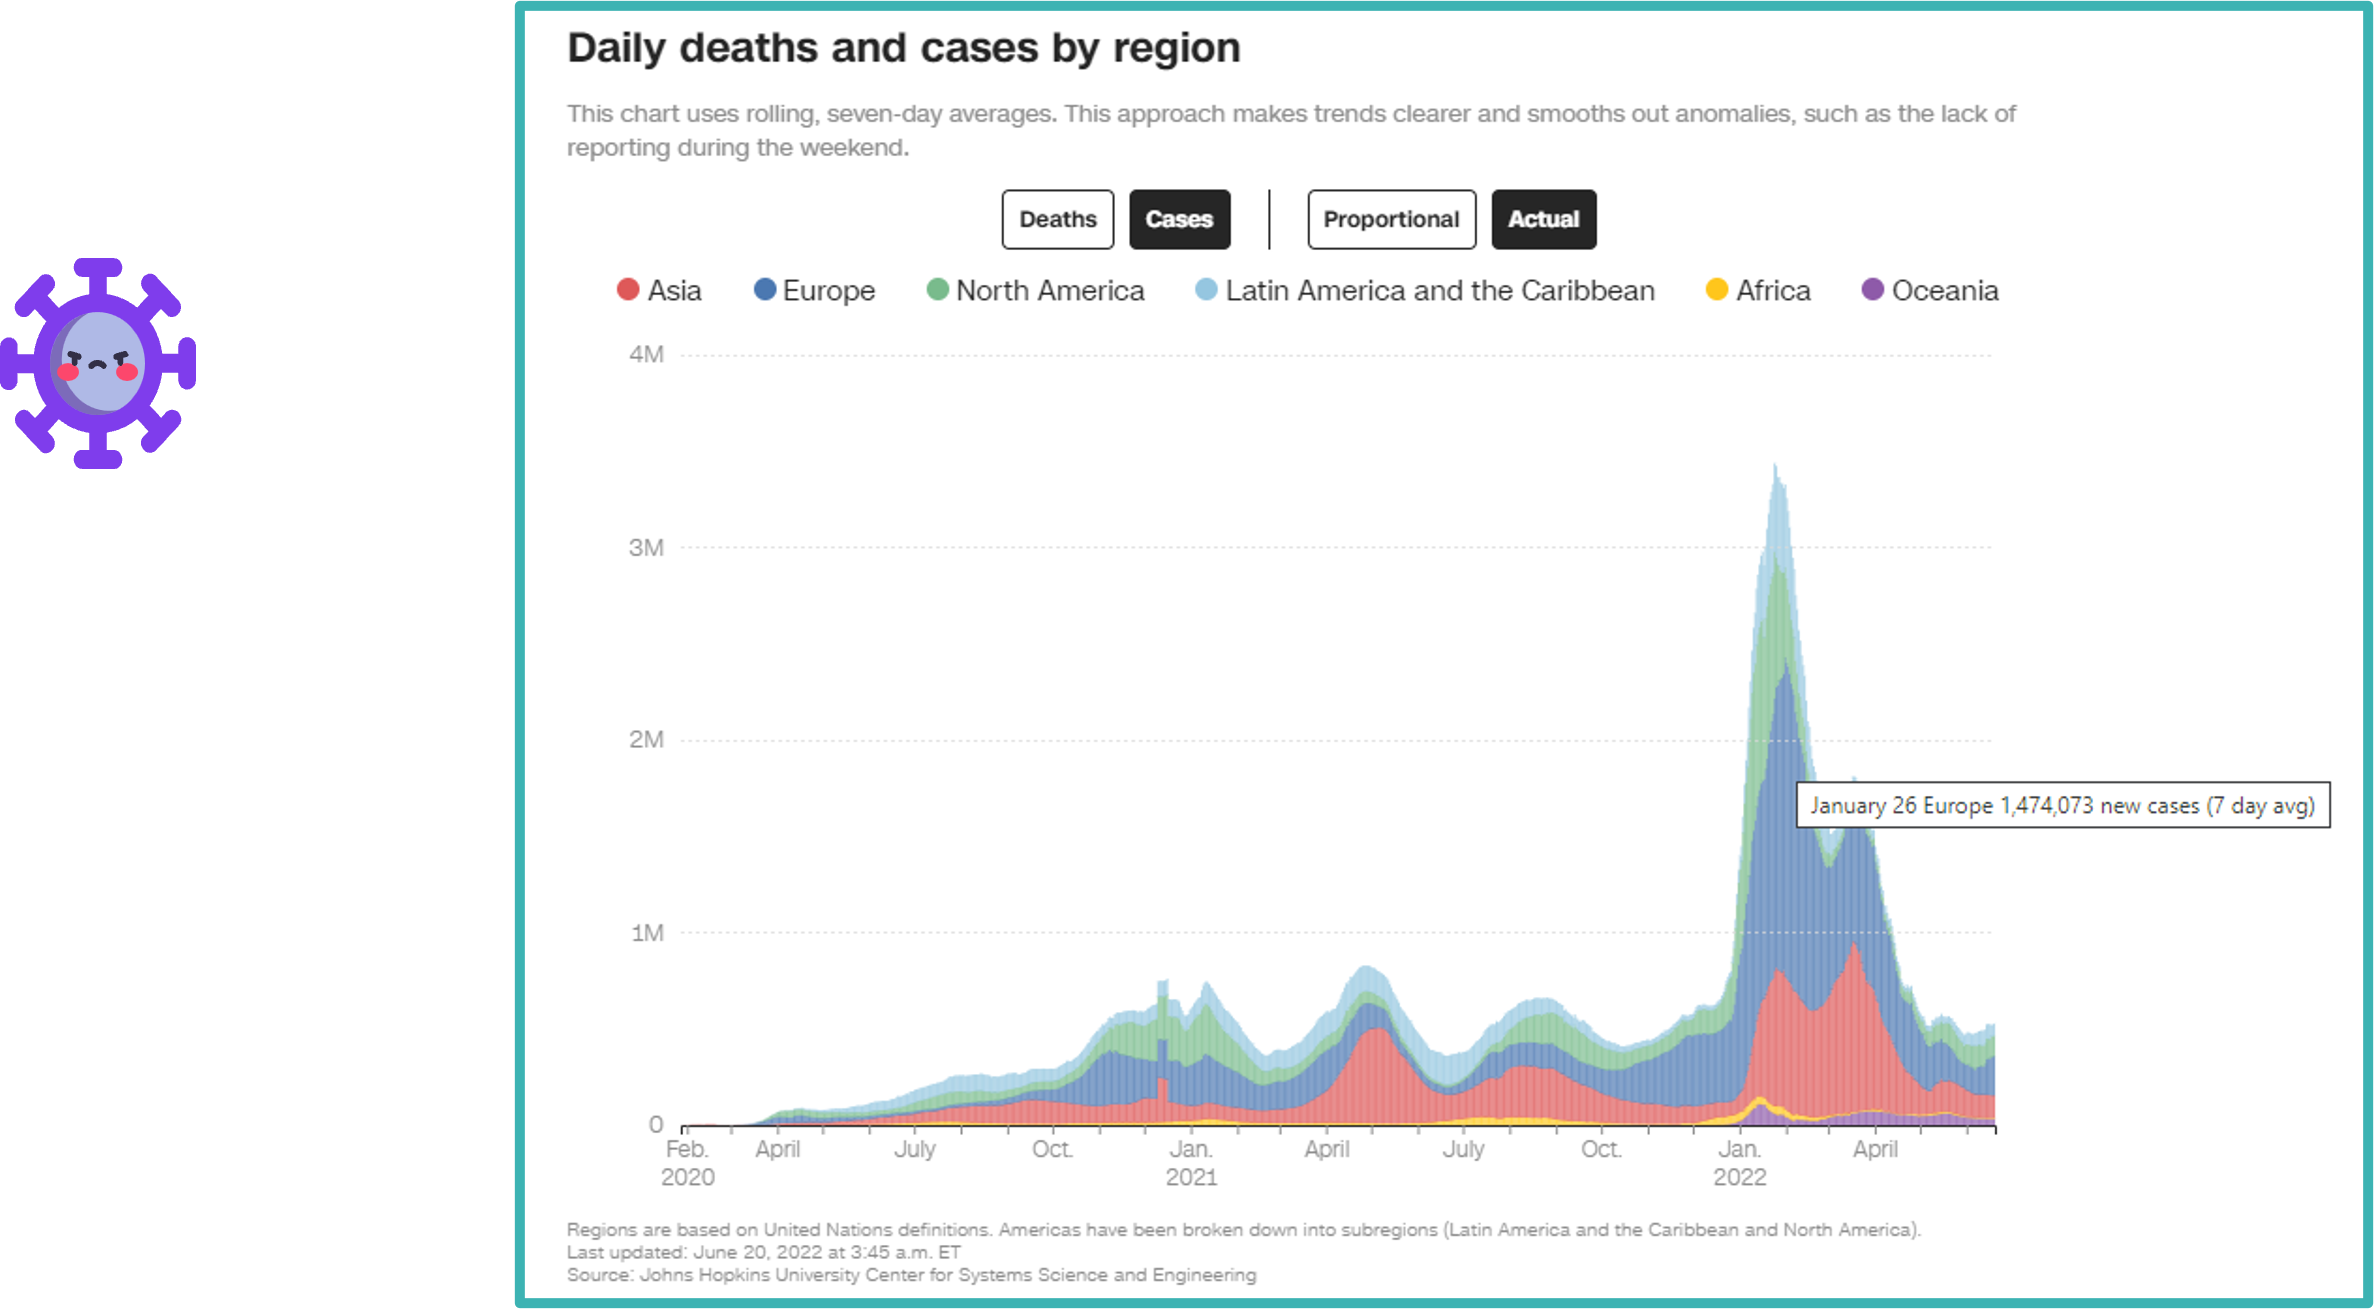 Daily deaths and cases by region
This chart uses rolling, seven-day averages. This approach makes trends clearer and smooths out anomalies, such as the lack of
reporting during the weekend.
Deaths Cases Proportional Actual
Asia Europe North America Latin America and the Caribbean Africa Oceania
4M
3M
2M
January 26 Europe 1,474,073 new cases (7 day avg)
1M
0
Feb. April July Oct. Jan. April July Oct. Jan. April
2020 2021 2022
Regions are based on United Nations definitions. Americas have been broken down into subregions (Latin America and the Caribbean and North America).
Last updated: June 20, 2022 at 3:45 a.m. ET
Source: Johns Hopkins University Center for Systems Science and Engineering